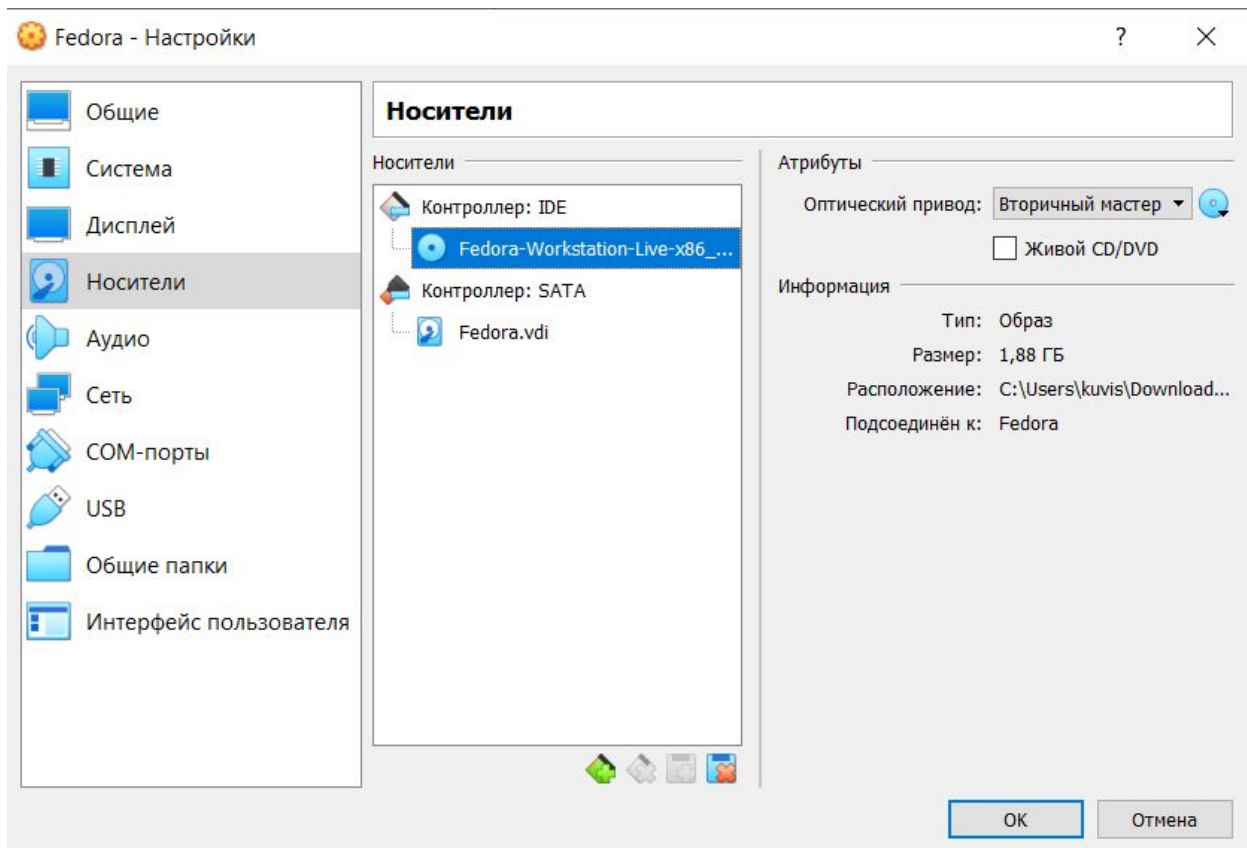 Fedora - Настройки
?
Общие
Система
Дисплей
Носители
Аудио
Сеть
COM-порты
USB
Общие папки
Интерфейс пользователя
Носители
Носители
Контроллер: IDE
Fedora-Workstation-Live-x86_...
Контроллер: SATA
Fedora.vdi
Атрибуты
Оптический привод: Вторичный мастер
Живой CD/DVD
Информация
Тип: Образ
Размер: 1,88 ГБ
Расположение: C:\Users\kuvis\Download...
Подсоединён к: Fedora
OK
Отмена